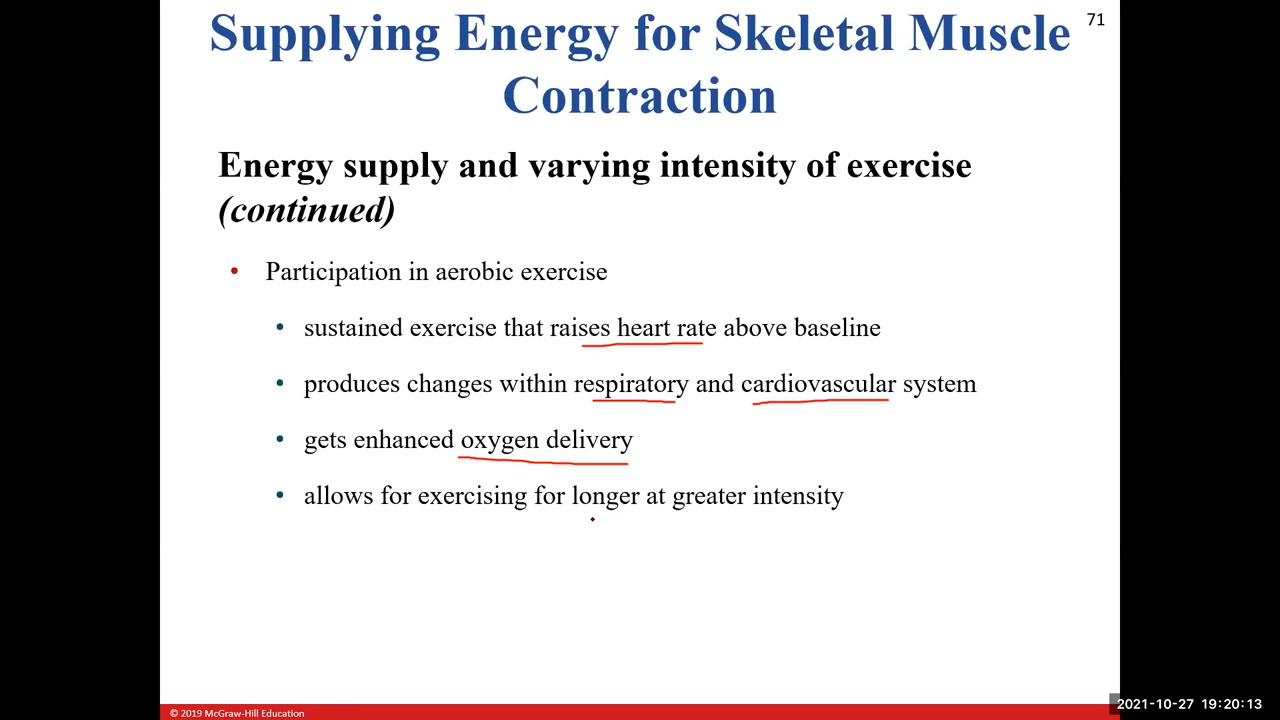 71
Supplying Energy for Skeletal Muscle
Contraction
Energy supply and varying intensity of exercise
(continued)
• Participation in aerobic exercise
• sustained exercise that raises heart rate above baseline
• produces changes within respiratory and cardiovascular system
• gets enhanced oxygen delivery
• allows for exercising for longer at greater intensity
© 2019 McGraw-Hill Education
2021-10-27 19:20:13